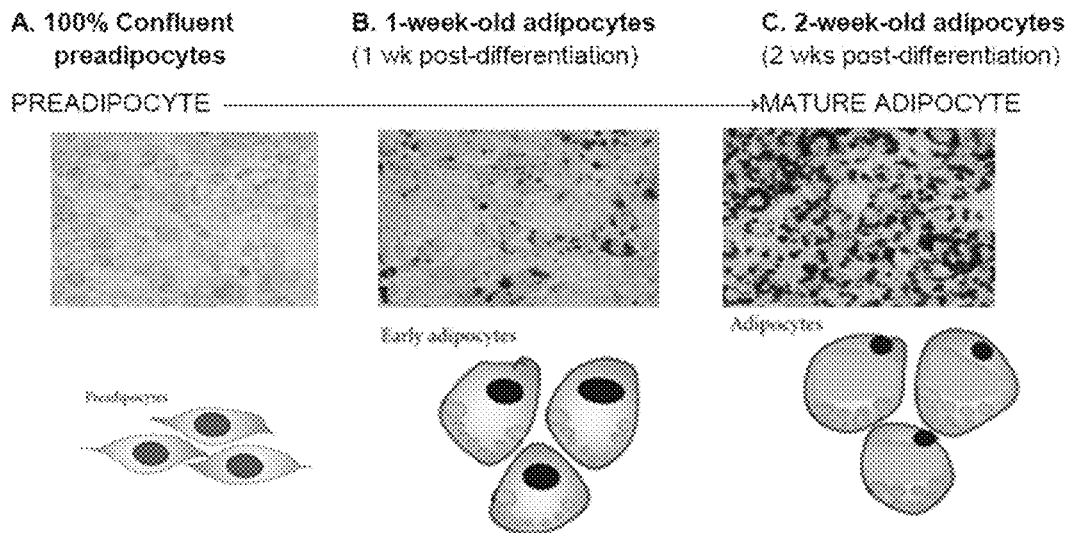 A. 100% Confluent
preadipocytes
B. 1-week-old adipocytes
(1 wk post-differentiation)
C. 2-week-old adipocytes
(2 wks post-differentiation)
PREADIPOCYTE
MATURE ADIPOCYTE
Early adipocytes
Adipocytes
Preadipocytes